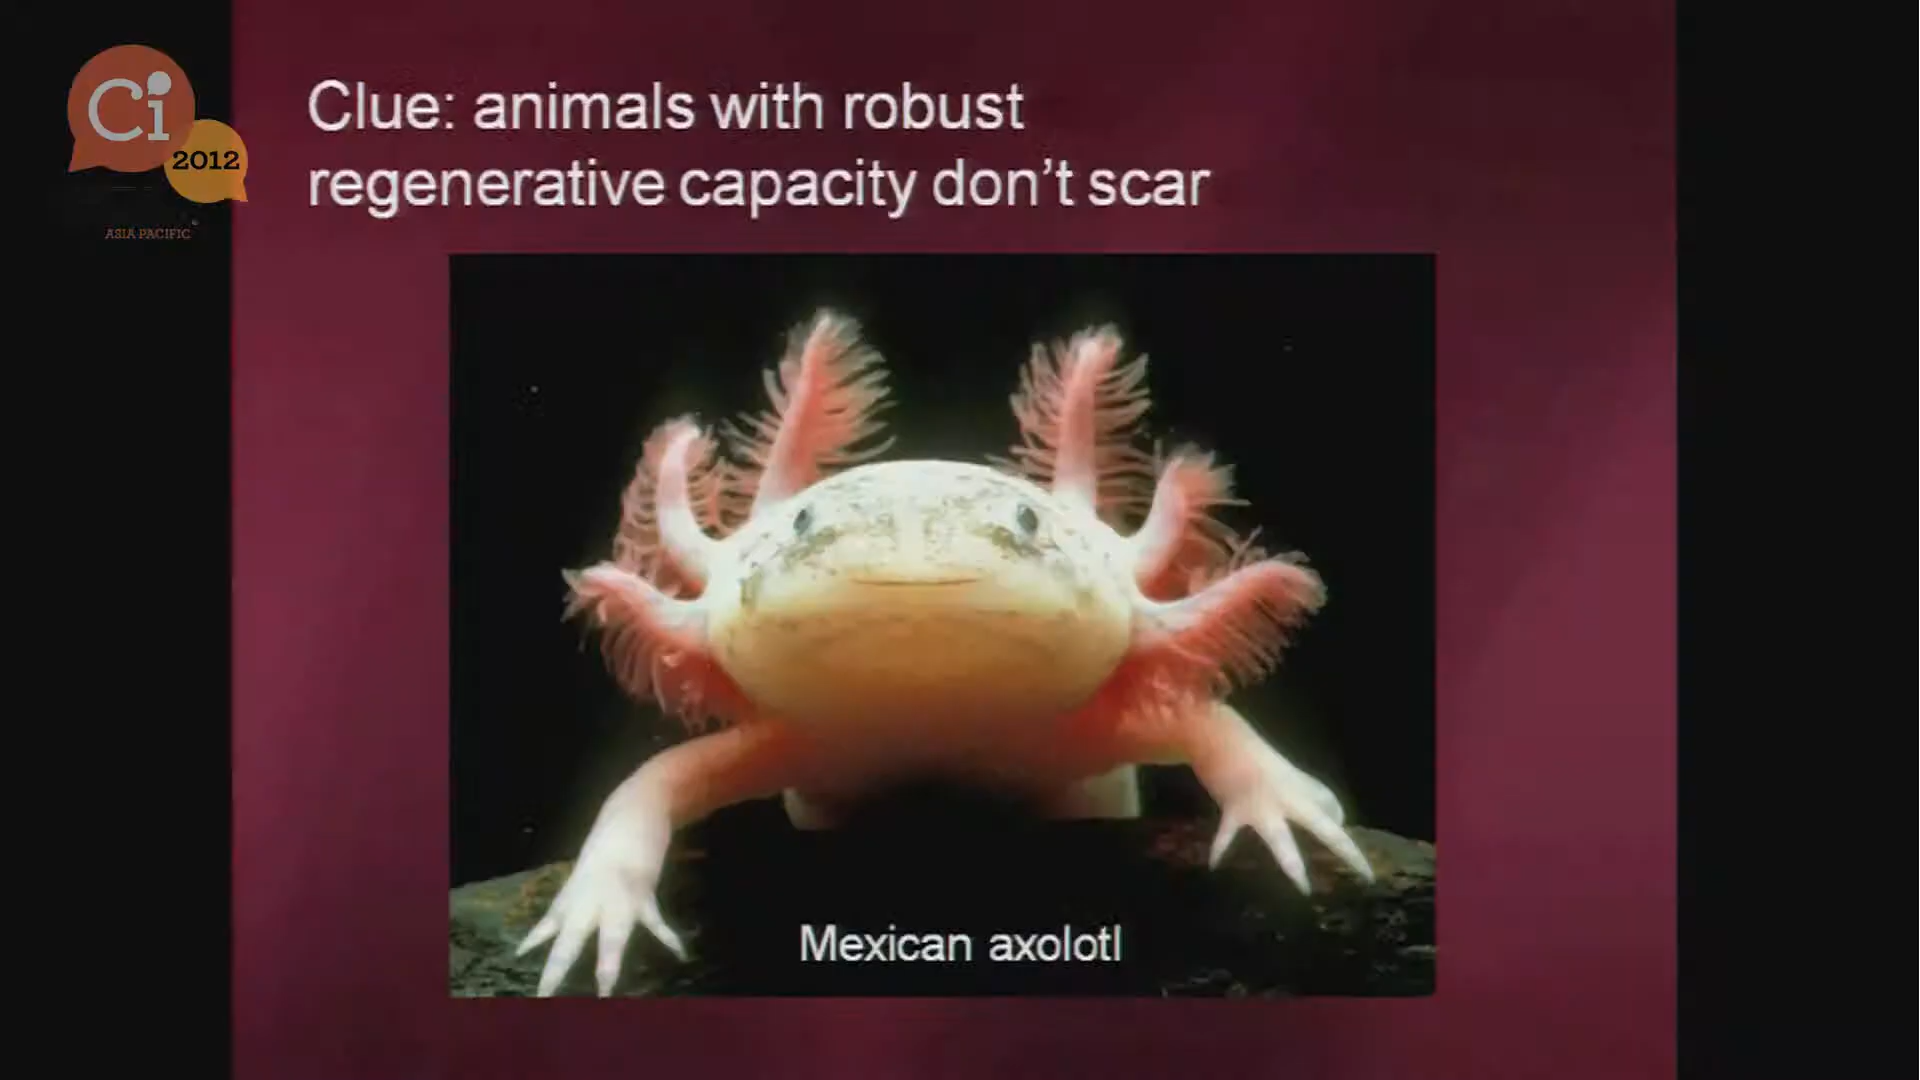 Ci
2012
ASIA PACIFIC
Clue: animals with robust
regenerative capacity don't scar
Mexican axolotl